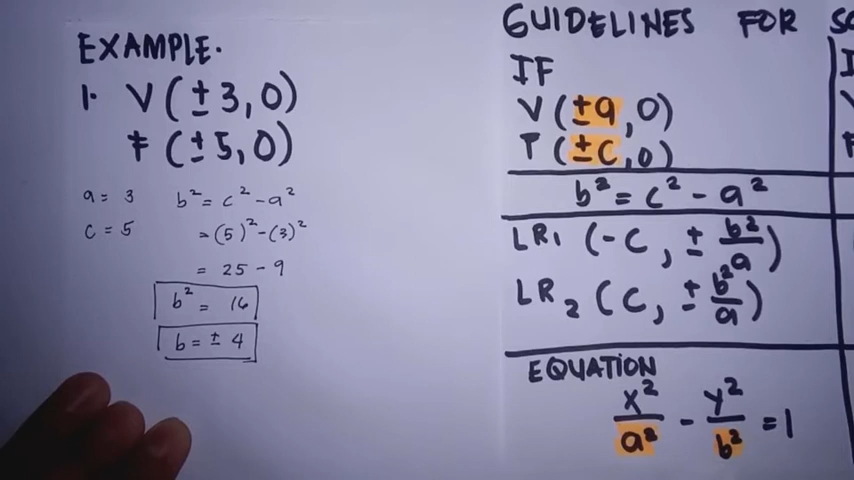 EXAMPLE.
1. V (±3, 0)
F (±5, 0)
a = 3
c = 5
b² = c² - a²
= (5)² - (3)²
= 25 - 9
b² = 16
b = ± 4
GUIDELINES FOR
IF
V (±a, 0)
F (±c, 0)
b² = c² - a²
LR₁ (-c, ± b²/a)
LR₂ (c, ± b²/a)
EQUATION
x²/a² - y²/b² = 1